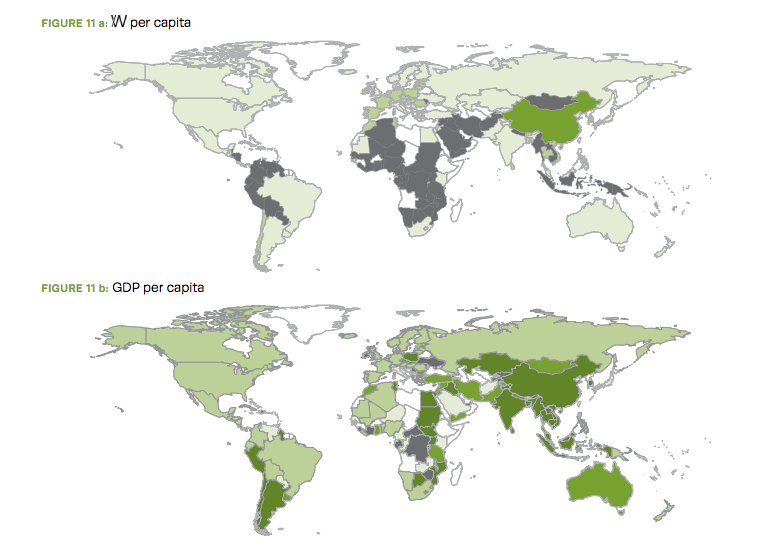 FIGURE 11 a: W per capita
FIGURE 11 b: GDP per capita